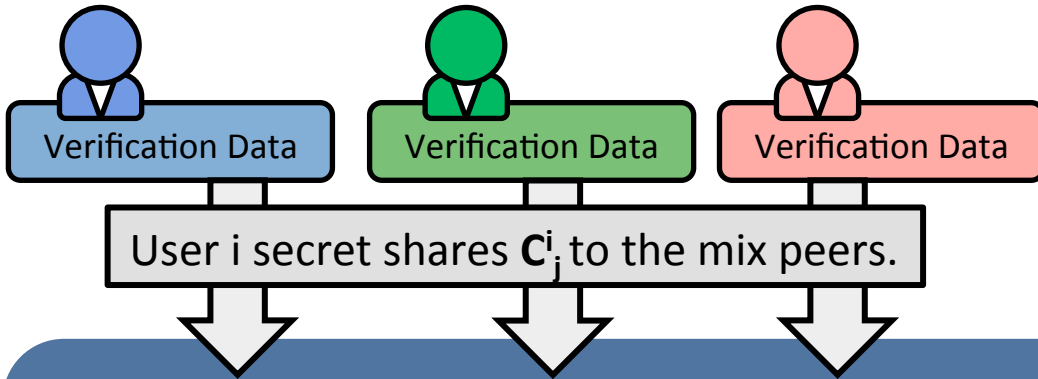 Verification Data
Verification Data
Verification Data
User i secret shares C^i_j to the mix peers.